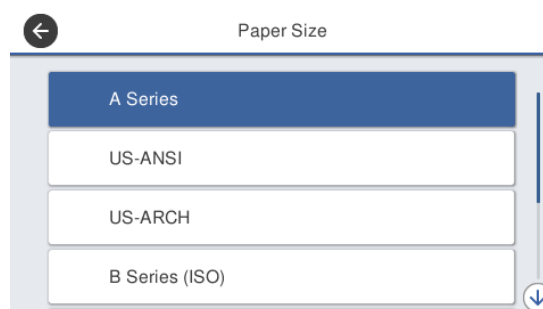 Paper Size
A Series
US-ANSI
US-ARCH
B Series (ISO)